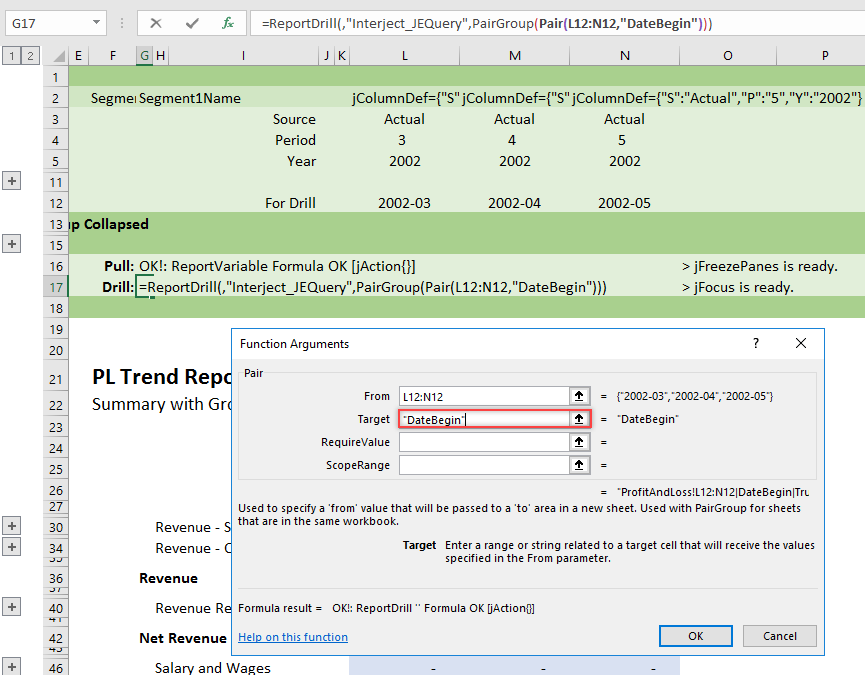 G17 =ReportDrill(,"Interject_JEQuery",PairGroup(Pair(L12:N12,"DateBegin")))
1 2 E F G H I J K L M N O P
1
2 Segme Segment1Name jColumnDef={"S" jColumnDef={"S" jColumnDef={"S":"Actual","P":"5","Y":"2002"}
3 Source Actual Actual Actual
4 Period 3 4 5
5 Year 2002 2002 2002
11
12 For Drill 2002-03 2002-04 2002-05
13 up Collapsed
15
16 Pull: OK!: ReportVariable Formula OK [jAction{}] > jFreezePanes is ready.
17 Drill: =ReportDrill(,"Interject_JEQuery",PairGroup(Pair(L12:N12,"DateBegin"))) > jFocus is ready.
18
19
20
21 PL Trend Repo
22 Summary with Gro
23
24
25
26
27
30 Revenue - S
34 Revenue - C
35
36 Revenue
37
40 Revenue Re
41
42 Net Revenue
43
46 Salary and Wages - - -
Function Arguments ?
Pair
From L12:N12 = {"2002-03","2002-04","2002-05"}
Target "DateBegin" = "DateBegin"
RequireValue =
ScopeRange =
= "ProfitAndLoss!L12:N12|DateBegin|Tru
Used to specify a 'from' value that will be passed to a 'to' area in a new sheet. Used with PairGroup for sheets
that are in the same workbook.
Target Enter a range or string related to a target cell that will receive the values
specified in the From parameter.
Formula result = OK!: ReportDrill '' Formula OK [jAction{}]
Help on this function OK Cancel